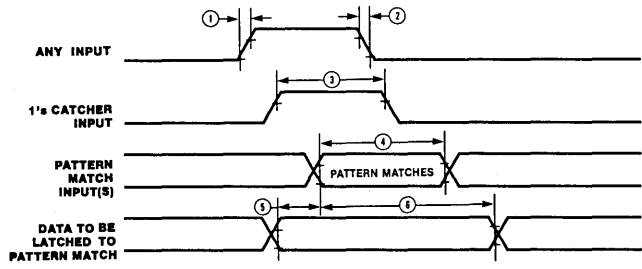 ① ②
ANY INPUT
③
1's CATCHER
INPUT
④
PATTERN
MATCH
INPUT(S)
PATTERN MATCHES
⑤ ⑥
DATA TO BE
LATCHED TO
PATTERN MATCH